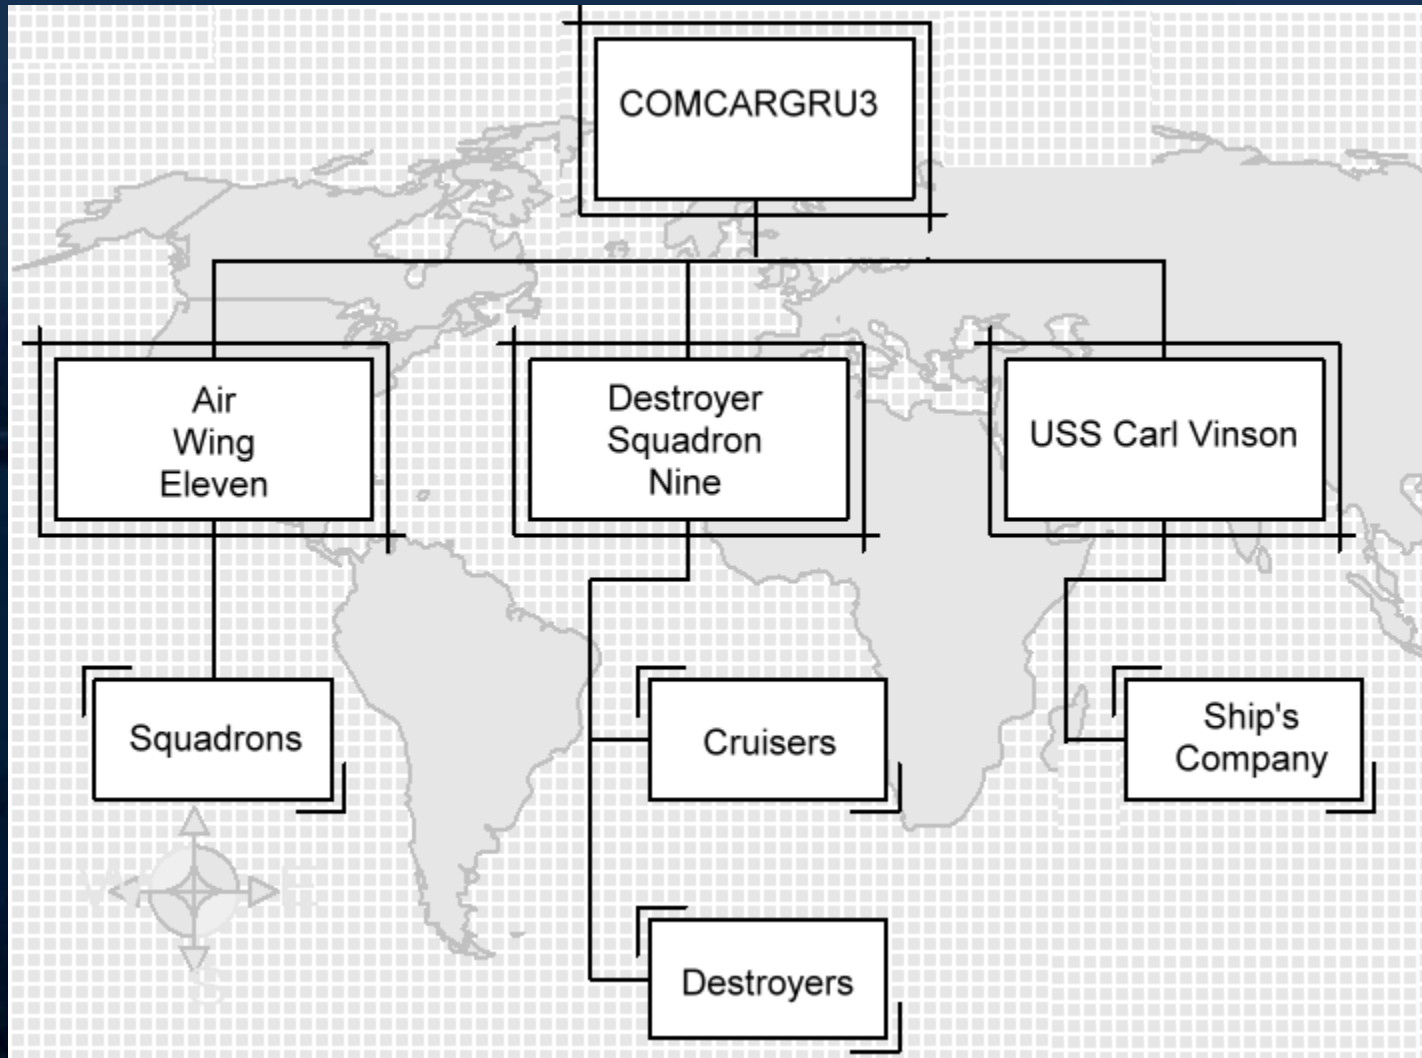 COMCARGRU3
Air
Wing
Eleven
Destroyer
Squadron
Nine
USS Carl Vinson
Squadrons
Cruisers
Ship's
Company
Destroyers
W
E
S